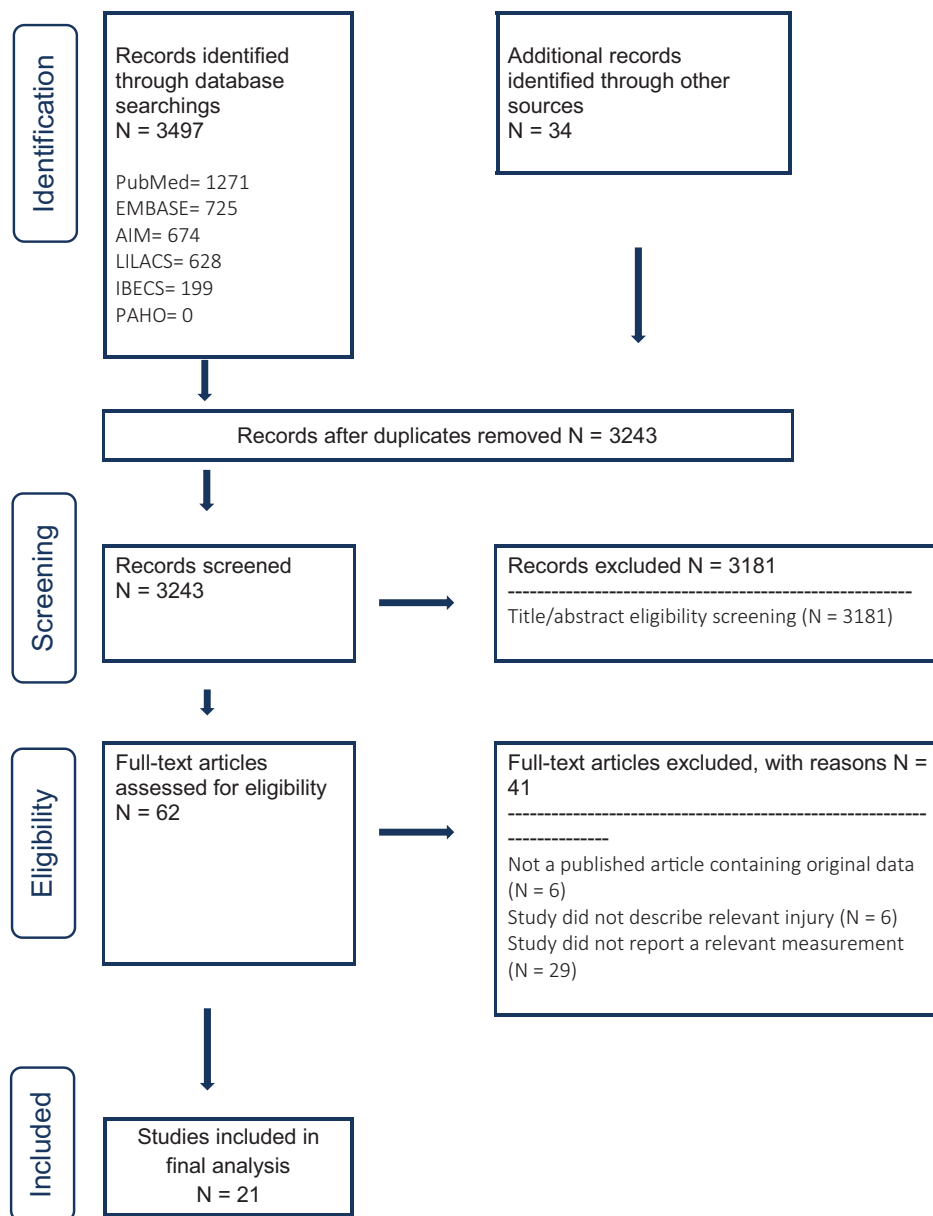 Identification
Records identified
through database
searchings
N = 3497
PubMed= 1271
EMBASE= 725
AIM= 674
LILACS= 628
IBECS= 199
PAHO= 0
Additional records
identified through other
sources
N = 34
Records after duplicates removed N = 3243
Screening
Records screened
N = 3243
Records excluded N = 3181
--------------------------------------------------------
Title/abstract eligibility screening (N = 3181)
Eligibility
Full-text articles
assessed for eligibility
N = 62
Full-text articles excluded, with reasons N =
41
----------------------------------------------------------
--------------
Not a published article containing original data
(N = 6)
Study did not describe relevant injury (N = 6)
Study did not report a relevant measurement
(N = 29)
Included
Studies included in
final analysis
N = 21